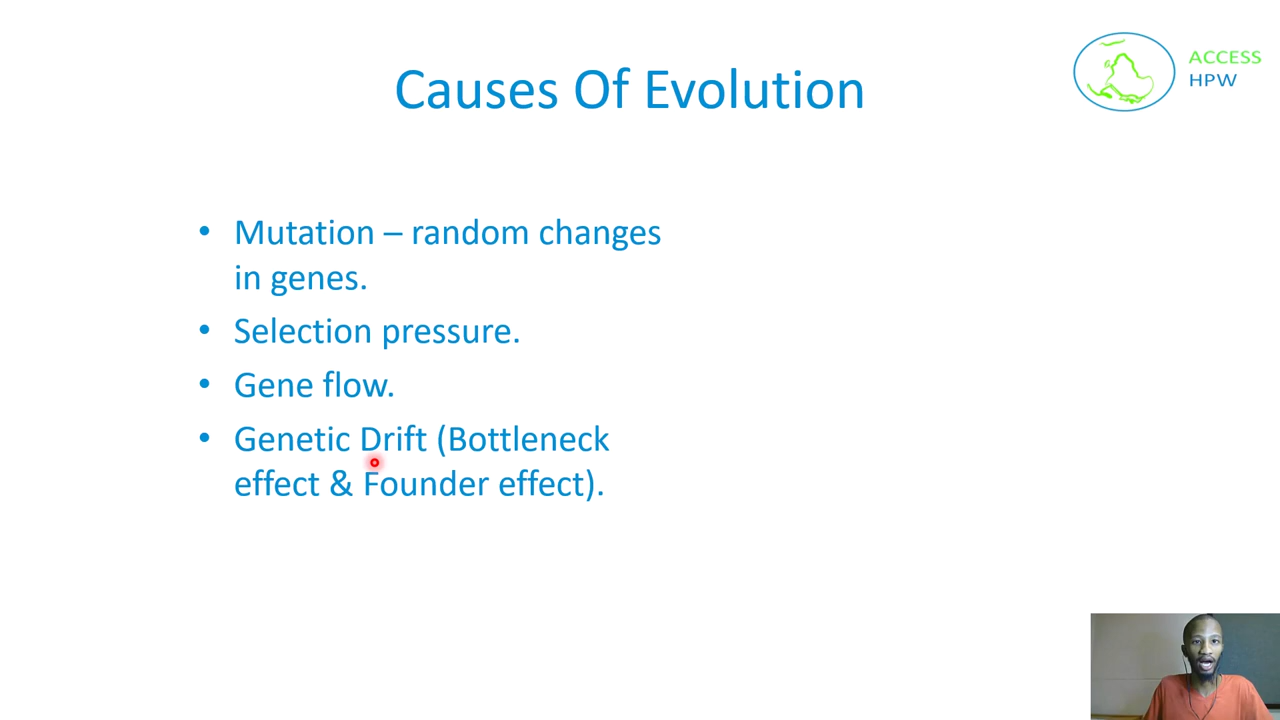 Causes Of Evolution
ACCESS
HPW
• Mutation – random changes
in genes.
• Selection pressure.
• Gene flow.
• Genetic Drift (Bottleneck
effect & Founder effect).